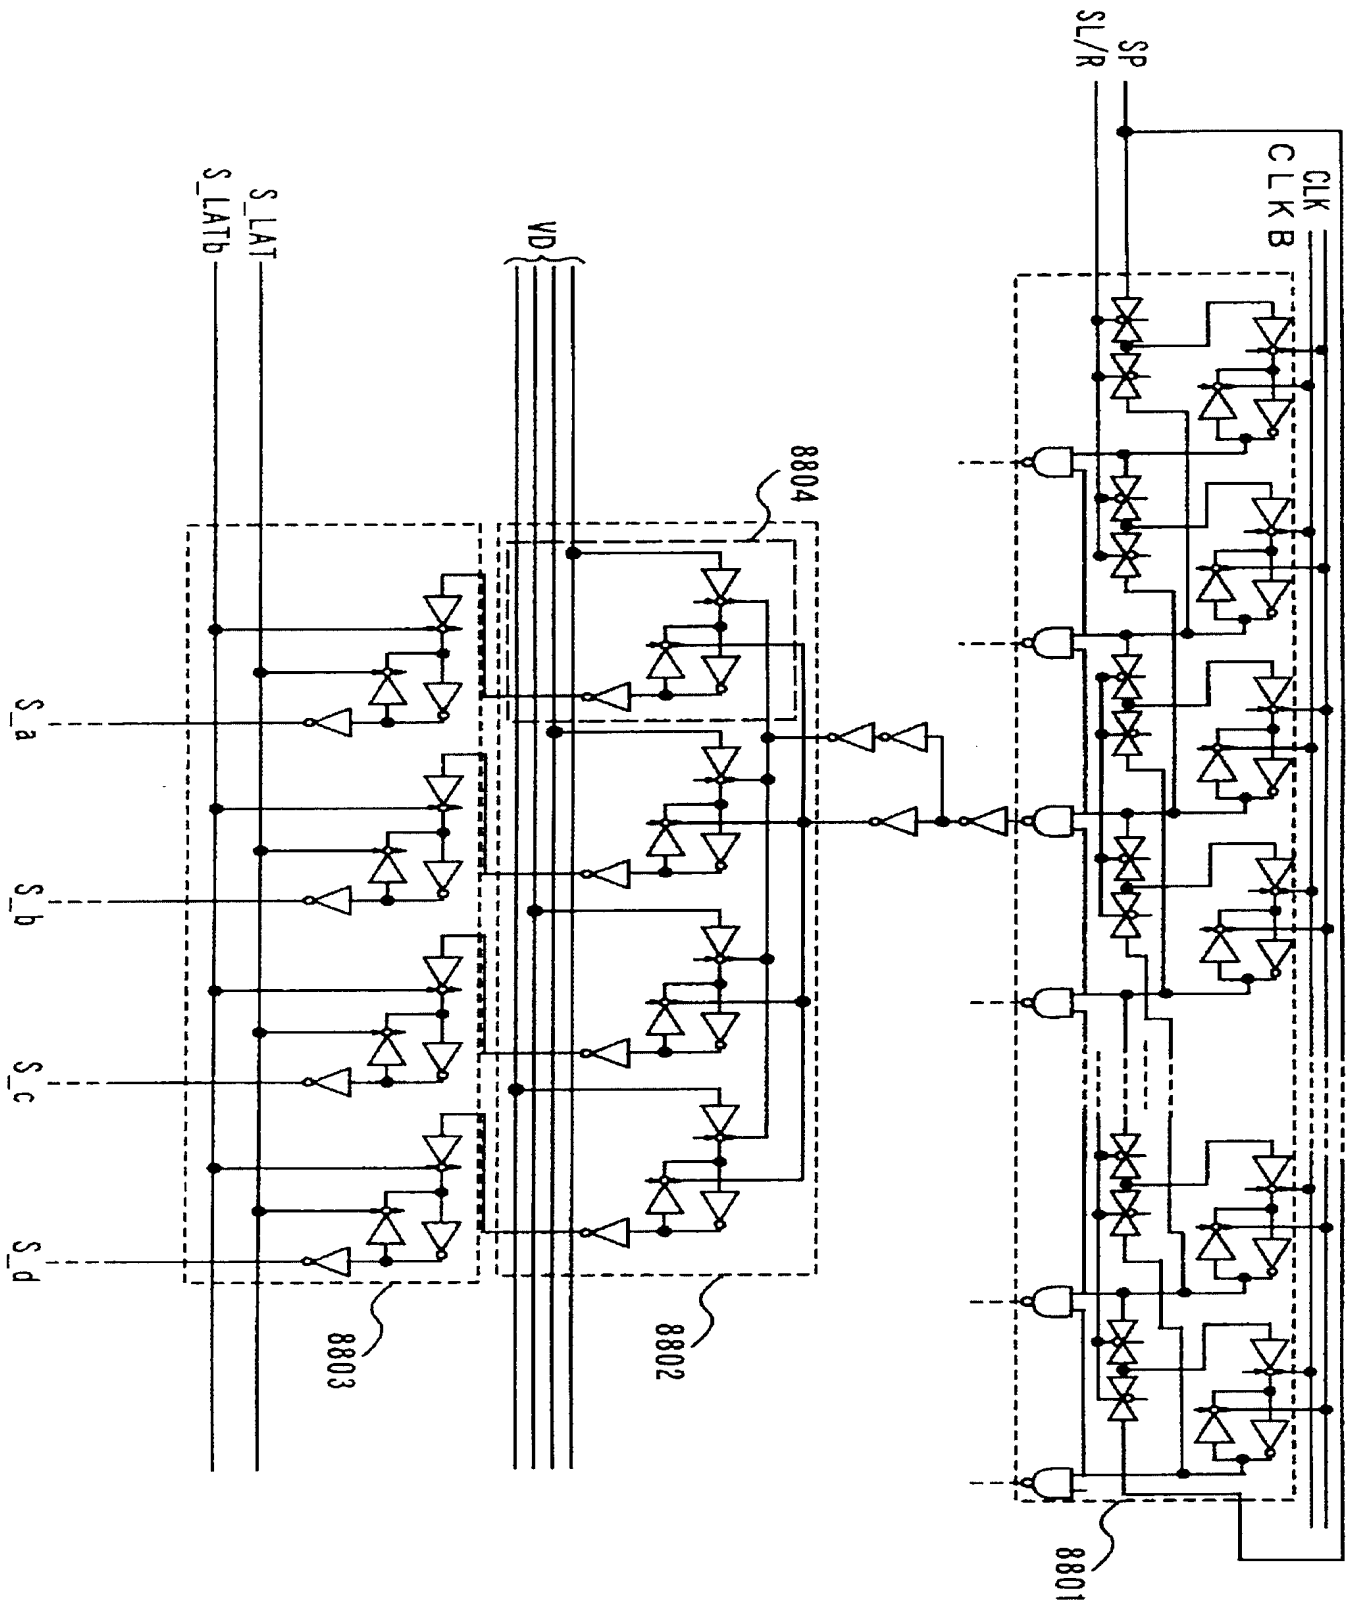 CLK
CLKB
SP
SL/R
8801
8804
VD
8802
S_LAT
S_LATb
8803
S_a
S_b
S_c
S_d